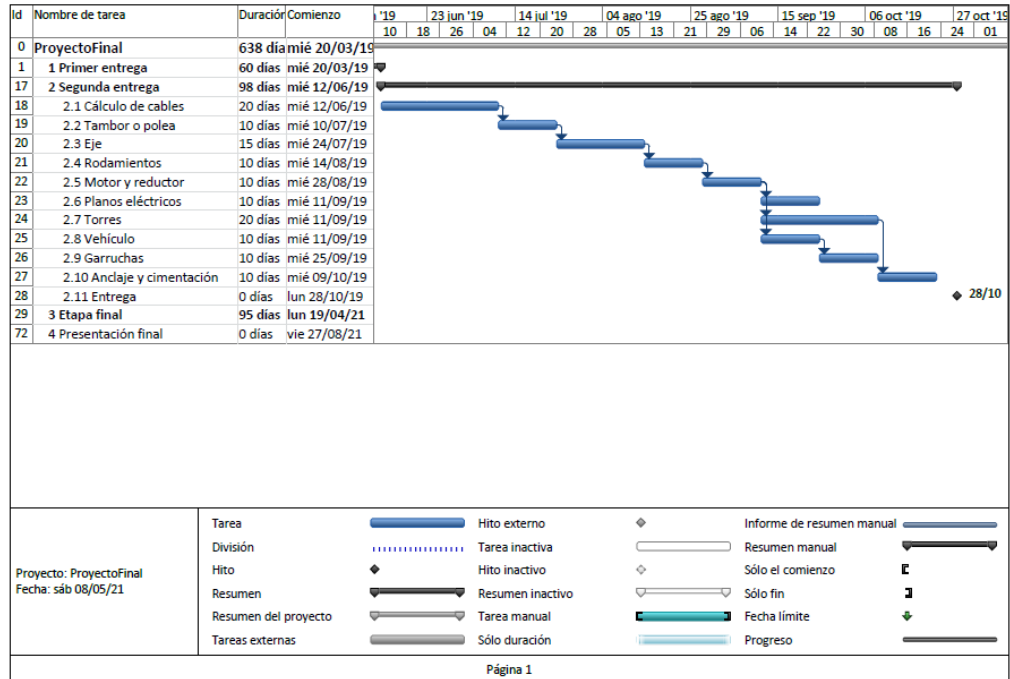 Id Nombre de tarea Duración Comienzo '19 23 jun '19 14 jul '19 04 ago '19 25 ago '19 15 sep '19 06 oct '19 27 oct '19
10 18 26 04 12 20 28 05 13 21 29 06 14 22 30 08 16 24 01
0 ProyectoFinal 638 día mié 20/03/19
1 1 Primer entrega 60 días mié 20/03/19
17 2 Segunda entrega 98 días mié 12/06/19
18 2.1 Cálculo de cables 20 días mié 12/06/19
19 2.2 Tambor o polea 10 días mié 10/07/19
20 2.3 Eje 15 días mié 24/07/19
21 2.4 Rodamientos 10 días mié 14/08/19
22 2.5 Motor y reductor 10 días mié 28/08/19
23 2.6 Planos eléctricos 10 días mié 11/09/19
24 2.7 Torres 20 días mié 11/09/19
25 2.8 Vehículo 10 días mié 11/09/19
26 2.9 Garruchas 10 días mié 25/09/19
27 2.10 Anclaje y cimentación 10 días mié 09/10/19
28 2.11 Entrega 0 días lun 28/10/19 28/10
29 3 Etapa final 95 días lun 19/04/21
72 4 Presentación final 0 días vie 27/08/21
Proyecto: ProyectoFinal
Fecha: sáb 08/05/21
Tarea Hito externo Informe de resumen manual
División Tarea inactiva Resumen manual
Hito Hito inactivo Sólo el comienzo
Resumen Resumen inactivo Sólo fin
Resumen del proyecto Tarea manual Fecha límite
Tareas externas Sólo duración Progreso
Página 1